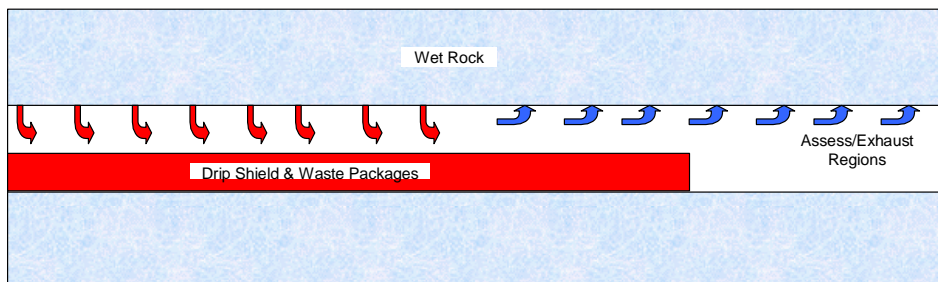 Wet Rock
Assess/Exhaust
Regions
Drip Shield & Waste Packages